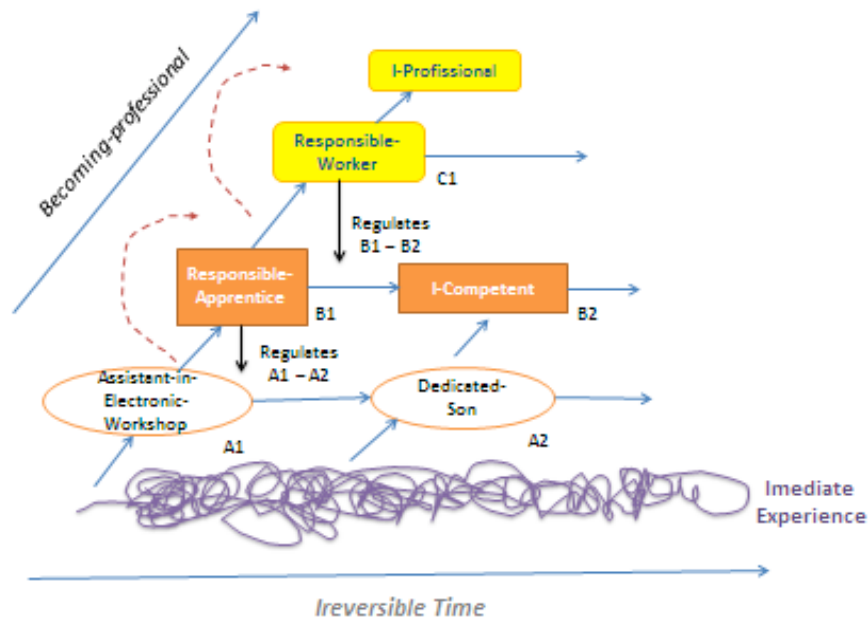 Becoming-professional
I-Profissional
Responsible-
Worker
C1
Regulates
B1 – B2
Responsible-
Apprentice
B1
I-Competent
B2
Regulates
A1 – A2
Assistant-in-
Electronic-
Workshop
A1
Dedicated-
Son
A2
Imediate
Experience
Ireversible Time